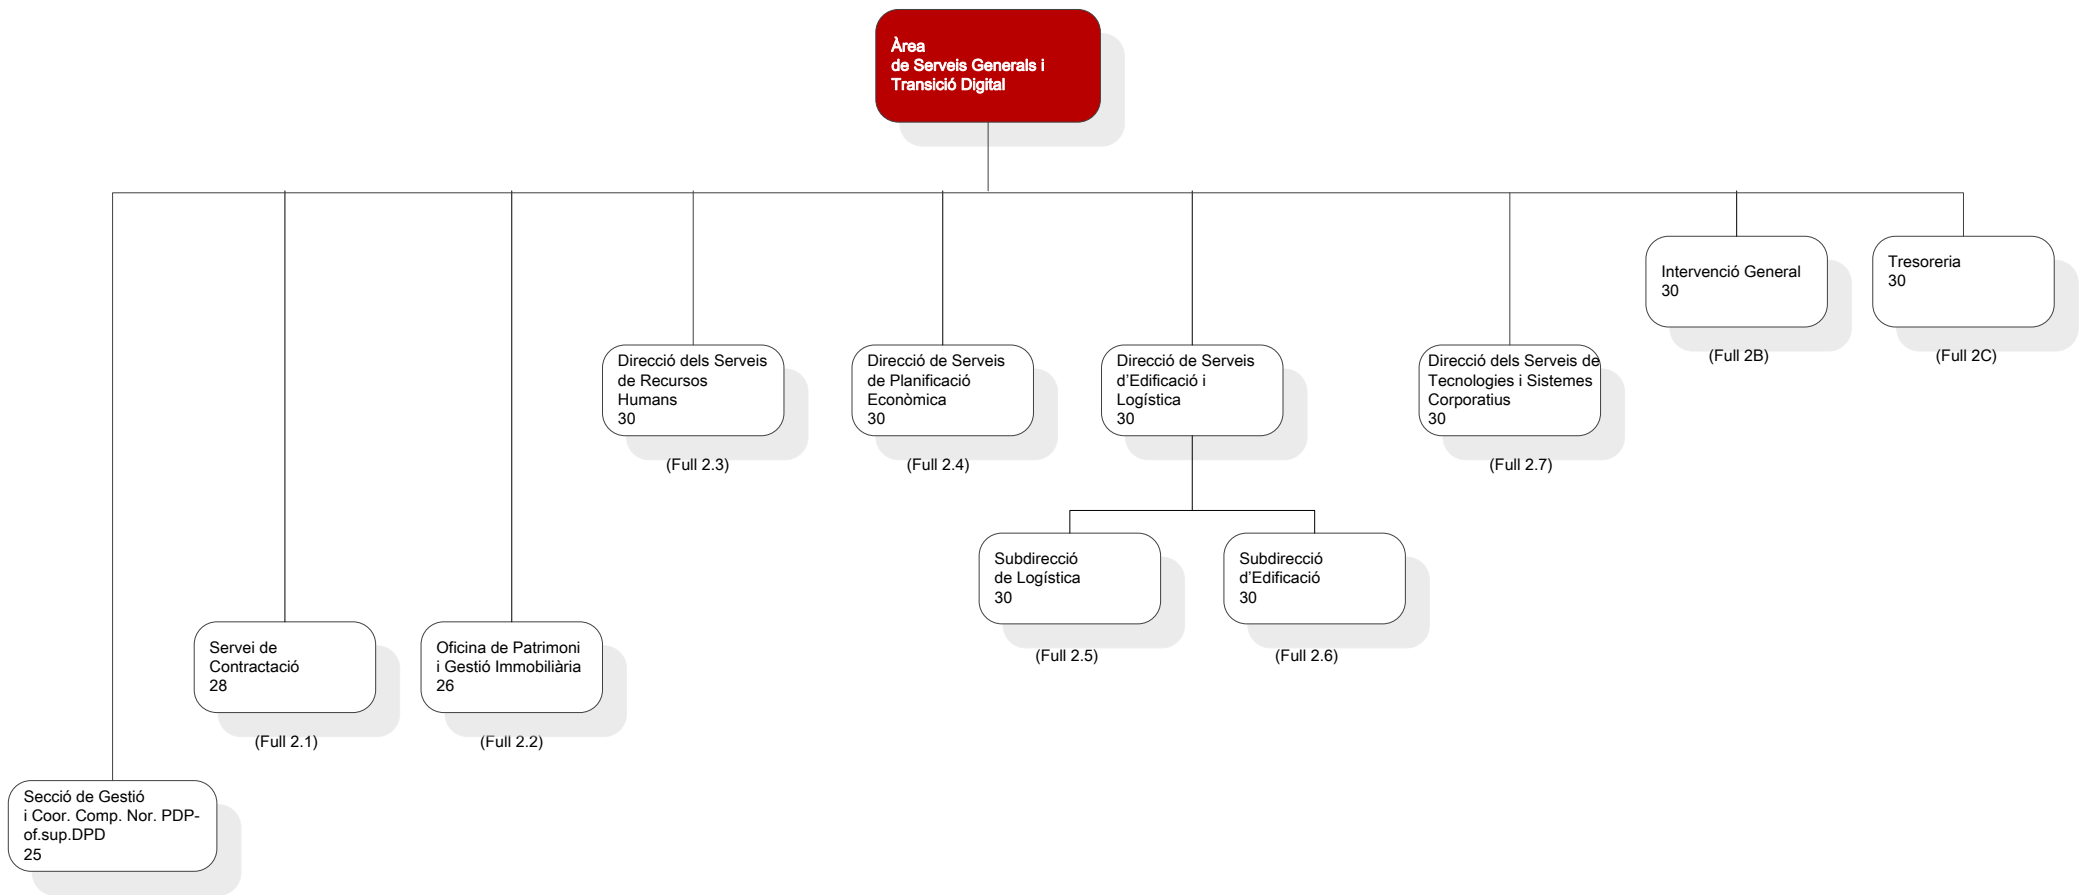 Àrea
de Serveis Generals i
Transició Digital
Intervenció General
30
(Full 2B)
Tresoreria
30
(Full 2C)
Direcció dels Serveis
de Recursos
Humans
30
(Full 2.3)
Direcció de Serveis
de Planificació
Econòmica
30
(Full 2.4)
Direcció de Serveis
d’Edificació i
Logística
30
Direcció dels Serveis de
Tecnologies i Sistemes
Corporatius
30
(Full 2.7)
Subdirecció
de Logística
30
(Full 2.5)
Subdirecció
d’Edificació
30
(Full 2.6)
Servei de
Contractació
28
(Full 2.1)
Oficina de Patrimoni
i Gestió Immobiliària
26
(Full 2.2)
Secció de Gestió
i Coor. Comp. Nor. PDP-
of.sup.DPD
25